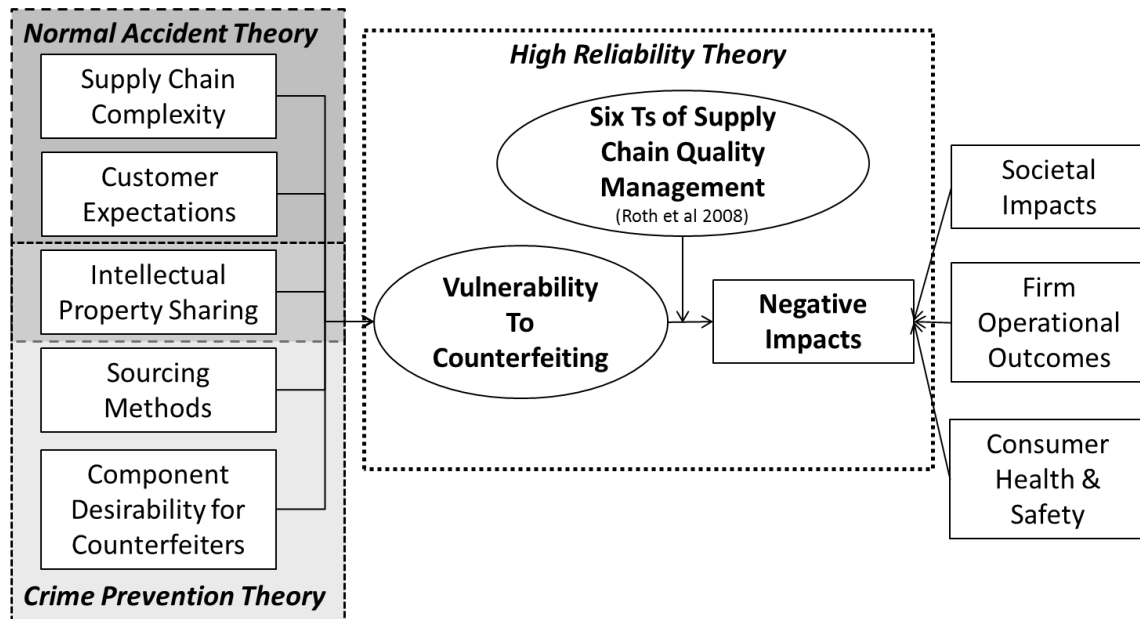 Normal Accident Theory
Supply Chain
Complexity
Customer
Expectations
Intellectual
Property Sharing
Sourcing
Methods
Component
Desirability for
Counterfeiters
Crime Prevention Theory
High Reliability Theory
Six Ts of Supply
Chain Quality
Management
(Roth et al 2008)
Vulnerability
To
Counterfeiting
Negative
Impacts
Societal
Impacts
Firm
Operational
Outcomes
Consumer
Health &
Safety